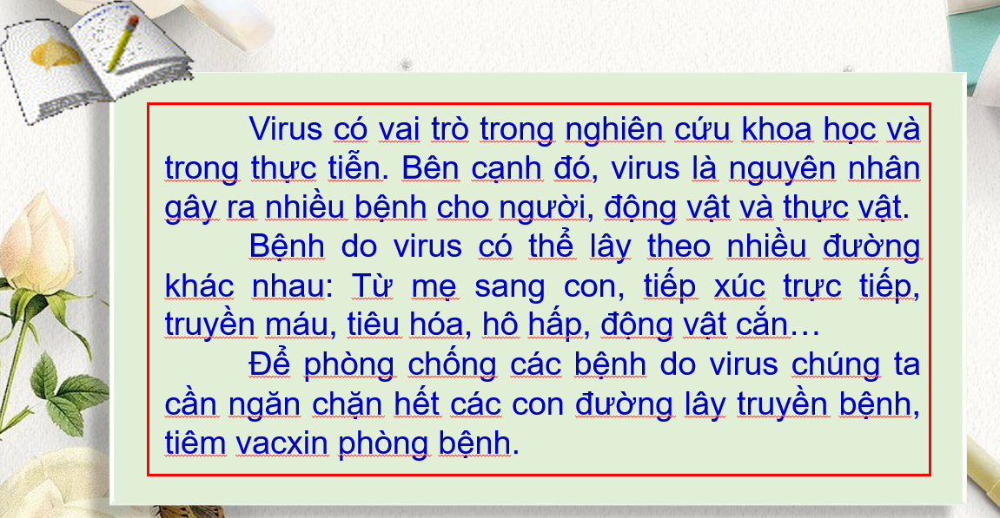 Virus có vai trò trong nghiên cứu khoa học và
trong thực tiễn. Bên cạnh đó, virus là nguyên nhân
gây ra nhiều bệnh cho người, động vật và thực vật.
Bệnh do virus có thể lây theo nhiều đường
khác nhau: Từ mẹ sang con, tiếp xúc trực tiếp,
truyền máu, tiêu hóa, hô hấp, động vật cắn…
Để phòng chống các bệnh do virus chúng ta
cần ngăn chặn hết các con đường lây truyền bệnh,
tiêm vacxin phòng bệnh.